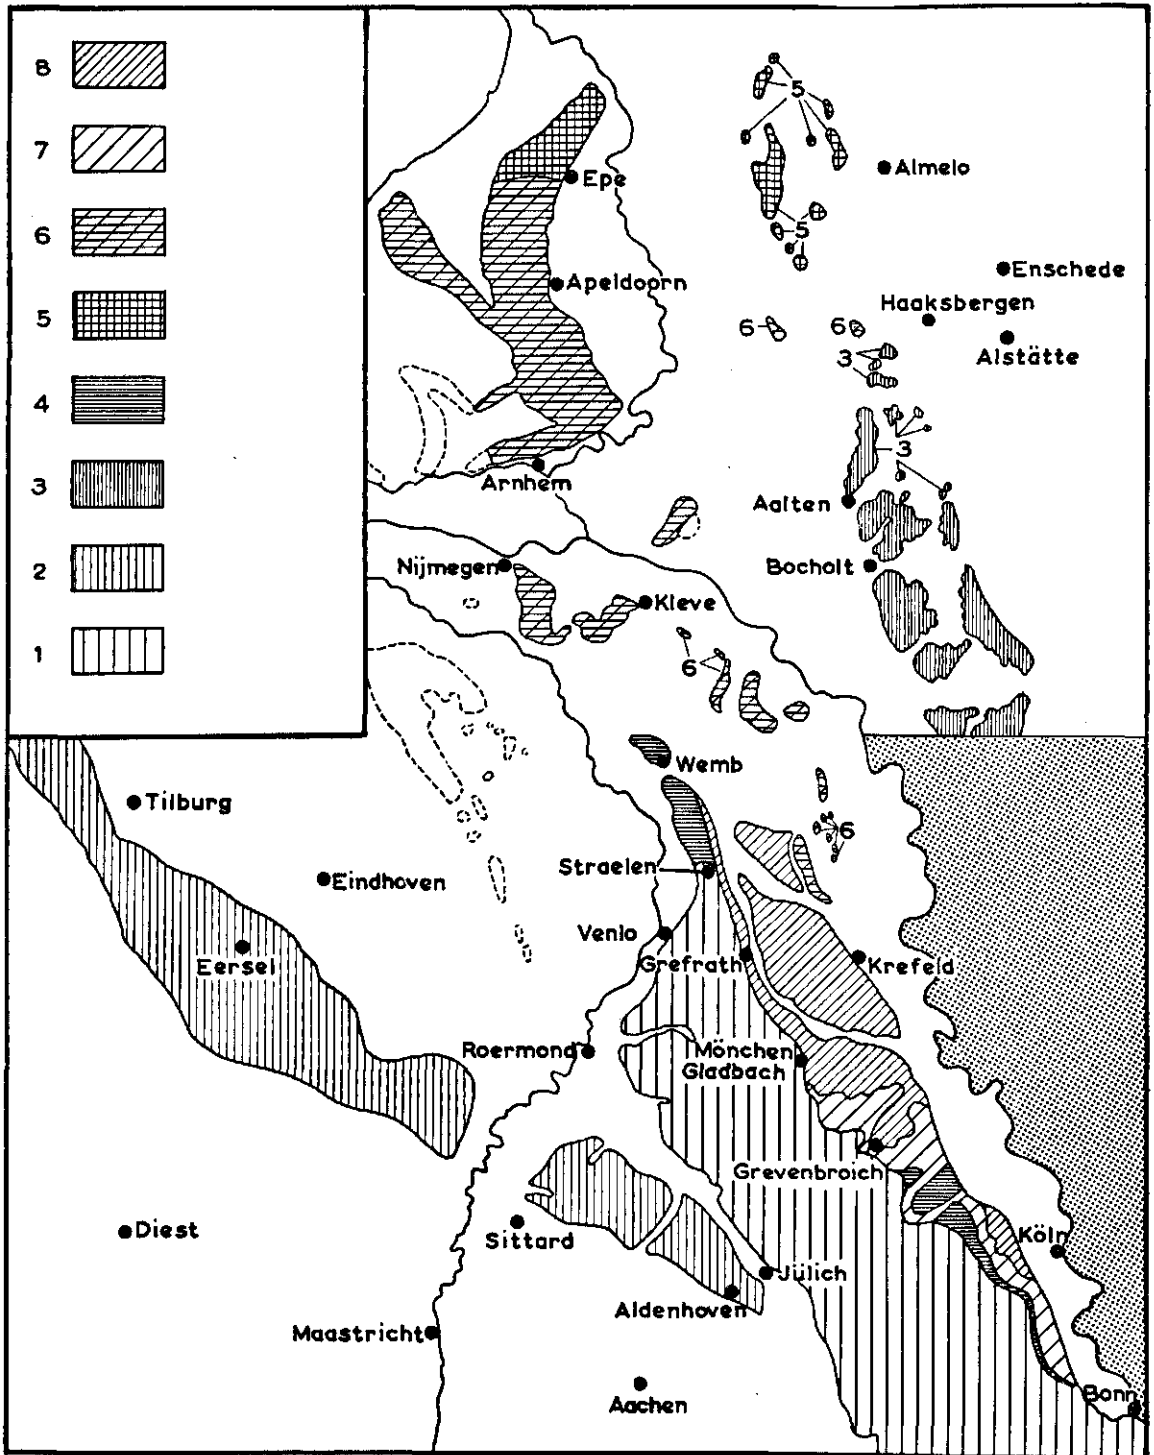 8
7
6
5
4
3
2
1
5
Almelo
Epe
5
Enschede
Apeldoorn
Haaksbergen
6
6
Alstätte
3
3
Arnhem
Aalten
Nijmegen
Bocholt
Kleve
6
Wemb
Tilburg
6
Straelen
Eindhoven
Venlo
Eersel
Grefrath
Krefeld
Roermond
Mönchen
Gladbach
Grevenbroich
Diest
Sittard
Köln
Jülich
Aldenhoven
Maastricht
Bonn
Aachen